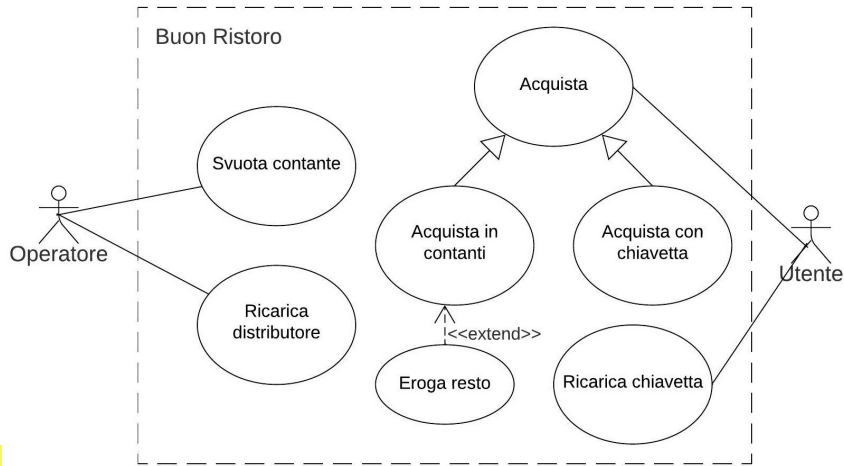 Buon Ristoro
Acquista
Svuota contante
Operatore
Acquista in
contanti
Acquista con
chiavetta
Utente
Ricarica
distributore
<<extend>>
Eroga resto
Ricarica chiavetta